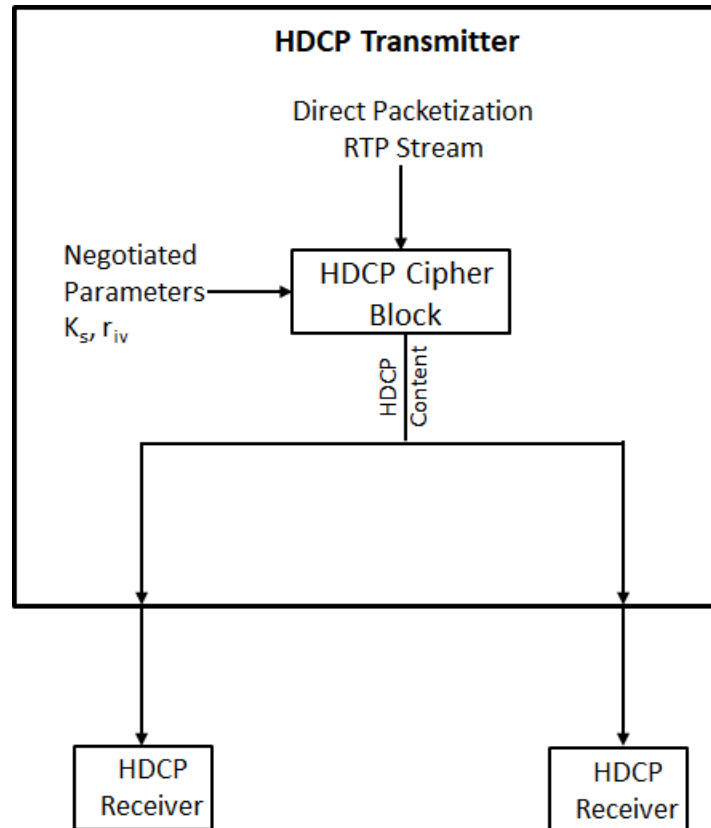 HDCP Transmitter
Direct Packetization
RTP Stream
Negotiated
Parameters
Kₛ, rᵢᵥ
HDCP Cipher
Block
HDCP
Content
HDCP
Receiver
HDCP
Receiver